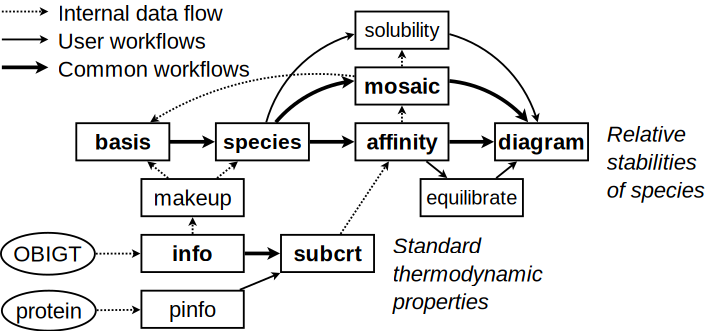 Internal data flow
User workflows
Common workflows
solubility
mosaic
basis
species
affinity
diagram
Relative
stabilities
of species
makeup
equilibrate
OBIGT
info
subcrt
Standard
thermodynamic
properties
protein
pinfo